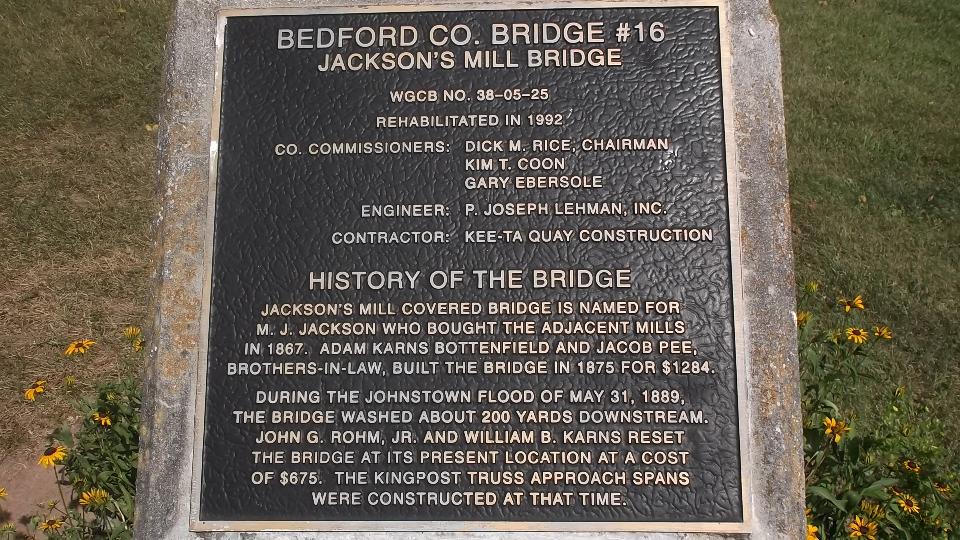 BEDFORD CO. BRIDGE #16
JACKSON'S MILL BRIDGE
WGCB NO. 38-05-25
REHABILITATED IN 1992
CO. COMMISSIONERS: DICK M. RICE, CHAIRMAN
KIM T. COON
GARY EBERSOLE
ENGINEER: P. JOSEPH LEHMAN, INC.
CONTRACTOR: KEE-TA QUAY CONSTRUCTION
HISTORY OF THE BRIDGE
JACKSON'S MILL COVERED BRIDGE IS NAMED FOR
M. J. JACKSON WHO BOUGHT THE ADJACENT MILLS
IN 1867. ADAM KARNS BOTTENFIELD AND JACOB PEE,
BROTHERS-IN-LAW, BUILT THE BRIDGE IN 1875 FOR $1284.
DURING THE JOHNSTOWN FLOOD OF MAY 31, 1889,
THE BRIDGE WASHED ABOUT 200 YARDS DOWNSTREAM.
JOHN G. ROHM, JR. AND WILLIAM B. KARNS RESET
THE BRIDGE AT ITS PRESENT LOCATION AT A COST
OF $675. THE KINGPOST TRUSS APPROACH SPANS
WERE CONSTRUCTED AT THAT TIME.